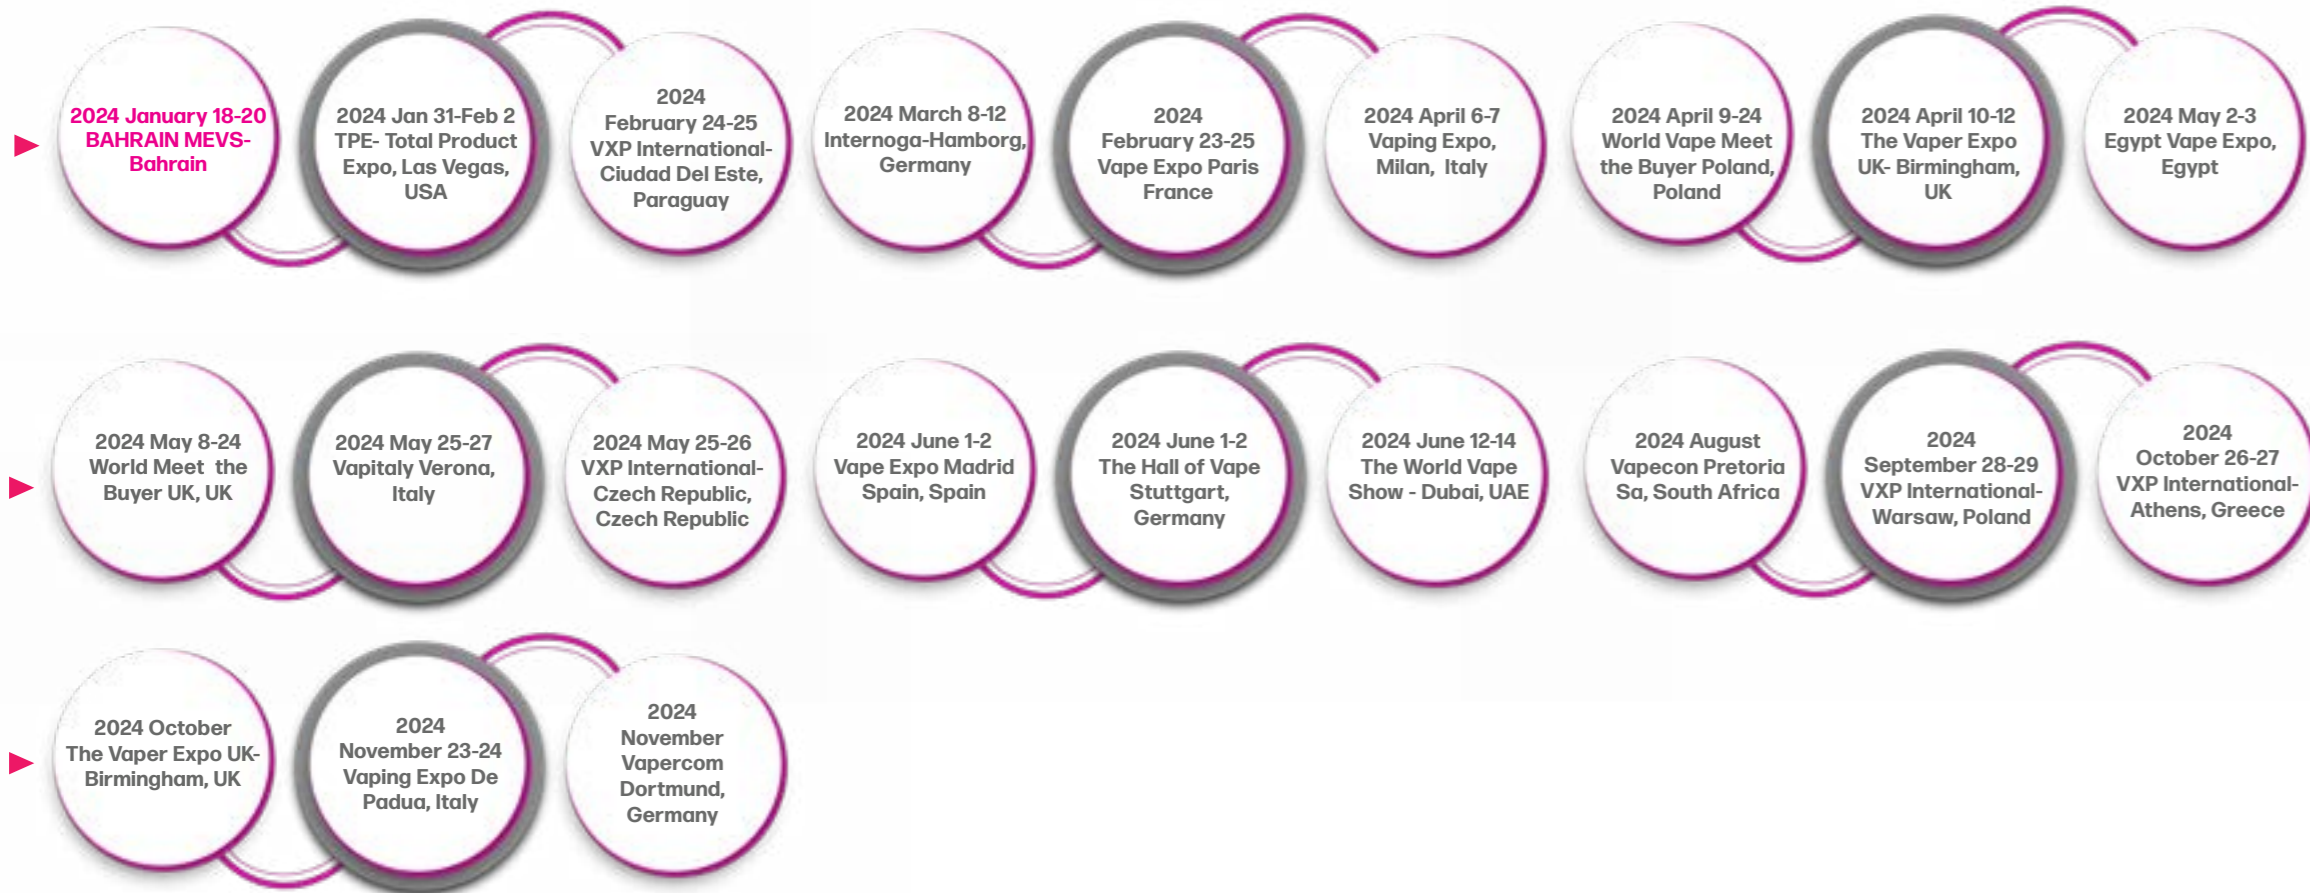 2024 January 18-20
BAHRAIN MEVS-
Bahrain
2024 Jan 31-Feb 2
TPE- Total Product
Expo, Las Vegas,
USA
2024
February 24-25
VXP International-
Ciudad Del Este,
Paraguay
2024 March 8-12
Internoga-Hamborg,
Germany
2024
February 23-25
Vape Expo Paris
France
2024 April 6-7
Vaping Expo,
Milan, Italy
2024 April 9-24
World Vape Meet
the Buyer Poland,
Poland
2024 April 10-12
The Vaper Expo
UK- Birmingham,
UK
2024 May 2-3
Egypt Vape Expo,
Egypt
2024 May 8-24
World Meet the
Buyer UK, UK
2024 May 25-27
Vapitaly Verona,
Italy
2024 May 25-26
VXP International-
Czech Republic,
Czech Republic
2024 June 1-2
Vape Expo Madrid
Spain, Spain
2024 June 1-2
The Hall of Vape
Stuttgart,
Germany
2024 June 12-14
The World Vape
Show - Dubai, UAE
2024 August
Vapecon Pretoria
Sa, South Africa
2024
September 28-29
VXP International-
Warsaw, Poland
2024
October 26-27
VXP International-
Athens, Greece
2024 October
The Vaper Expo UK-
Birmingham, UK
2024
November 23-24
Vaping Expo De
Padua, Italy
2024
November
Vapercom
Dortmund,
Germany